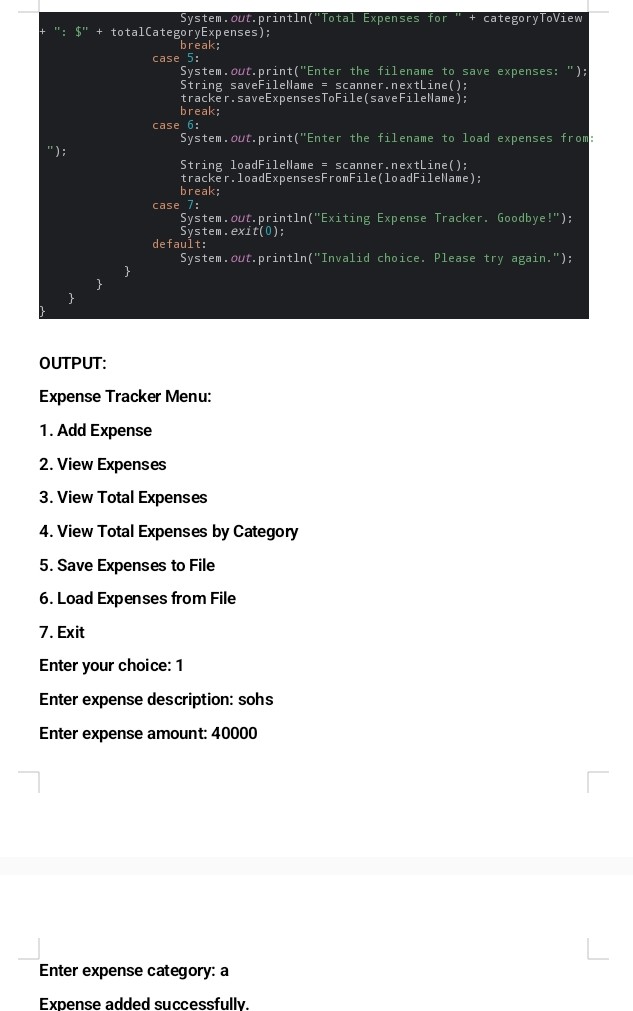 System.out.println("Total Expenses for " + categoryToView
+ ": $" + totalCategoryExpenses);
break;
case 5:
System.out.print("Enter the filename to save expenses: ");
String saveFileName = scanner.nextLine();
tracker.saveExpensesToFile(saveFileName);
break;
case 6:
System.out.print("Enter the filename to load expenses from:
");
String loadFileName = scanner.nextLine();
tracker.loadExpensesFromFile(loadFileName);
break;
case 7:
System.out.println("Exiting Expense Tracker. Goodbye!");
System.exit(0);
default:
System.out.println("Invalid choice. Please try again.");
}
}
}
}
OUTPUT:
Expense Tracker Menu:
1. Add Expense
2. View Expenses
3. View Total Expenses
4. View Total Expenses by Category
5. Save Expenses to File
6. Load Expenses from File
7. Exit
Enter your choice: 1
Enter expense description: sohs
Enter expense amount: 40000
Enter expense category: a
Expense added successfully.